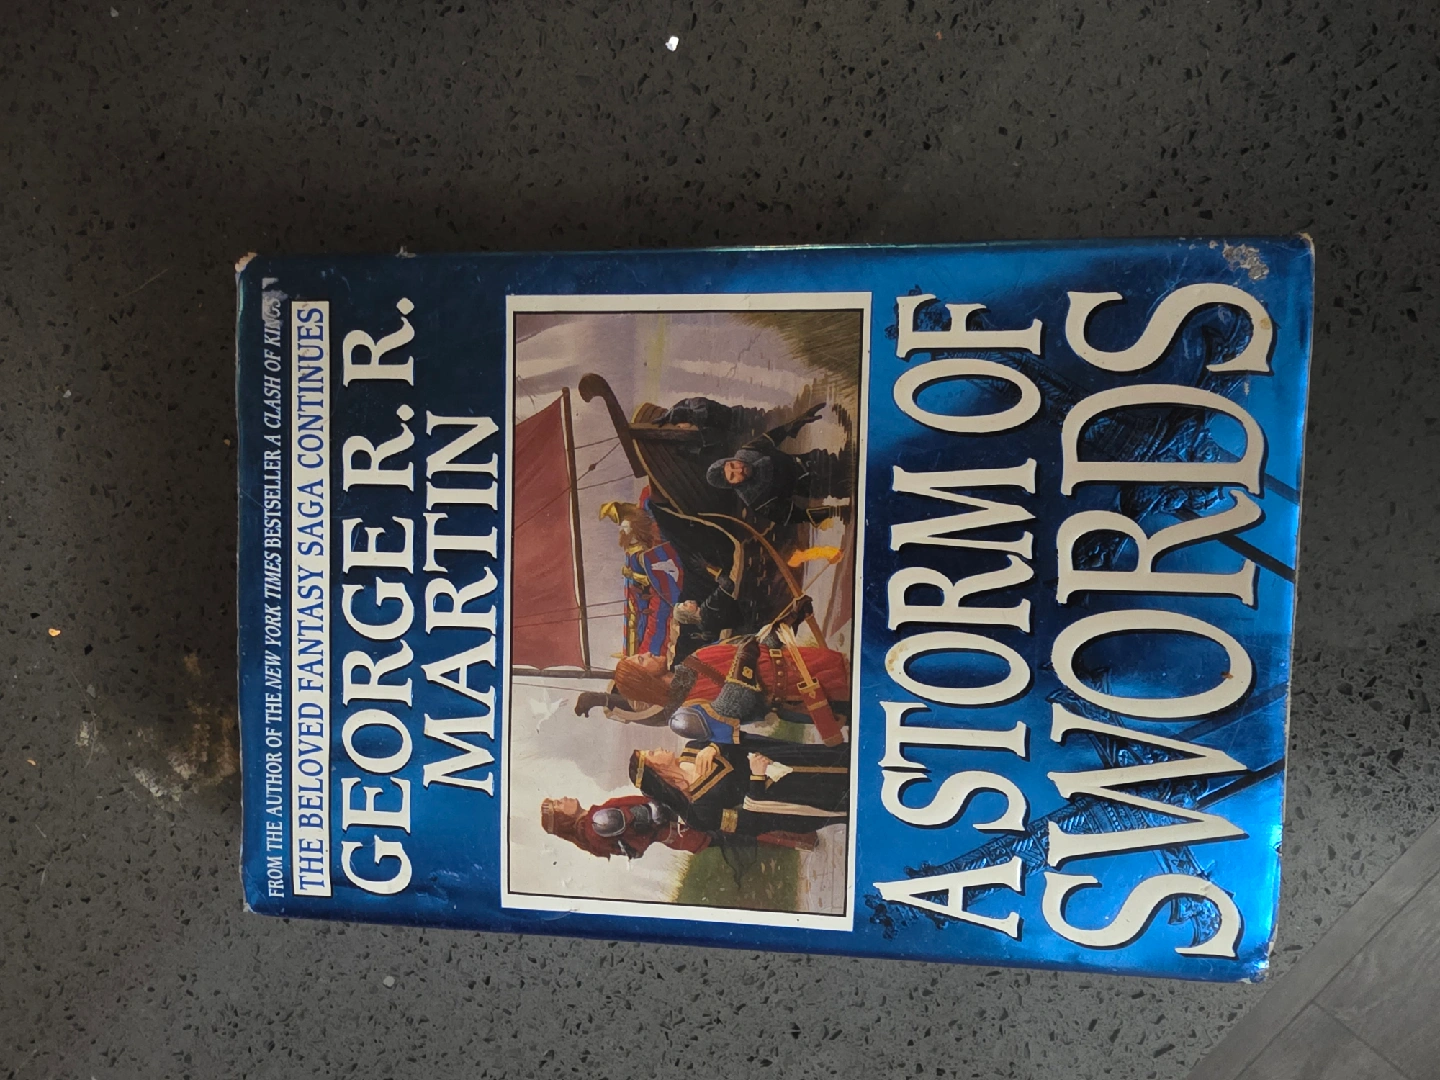 FROM THE AUTHOR OF THE NEW YORK TIMES BESTSELLER A CLASH OF KINGS
THE BELOVED FANTASY SAGA CONTINUES
GEORGE R. R.
MARTIN
A STORM OF
SWORDS